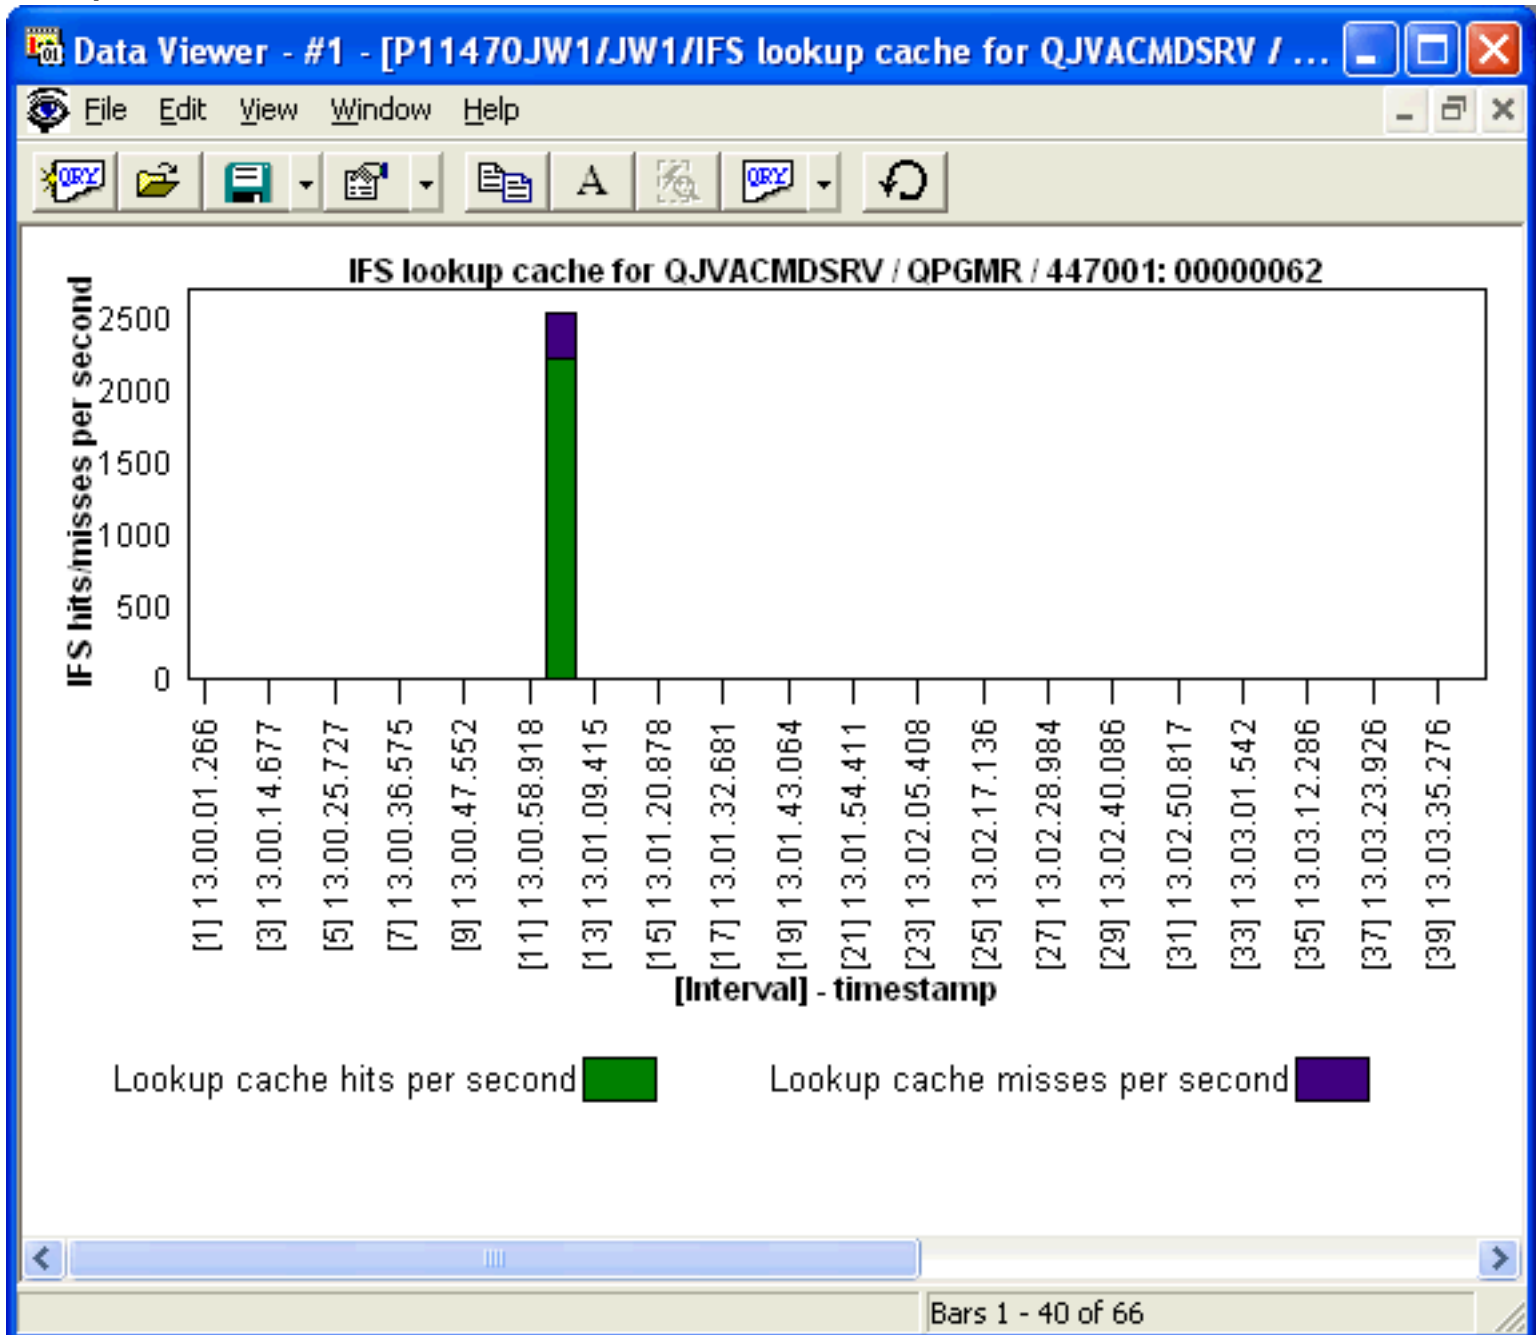 Data Viewer - #1 - [P11470JW1/JW1/IFS lookup cache for QJVACMDSRV / ...
File Edit View Window Help
QRY A QRY
IFS lookup cache for QJVACMDSRV / QPGMR / 447001: 00000062
IFS hits/misses per second
2500
2000
1500
1000
500
0
[1] 13.00.01.266
[3] 13.00.14.677
[5] 13.00.25.727
[7] 13.00.36.575
[9] 13.00.47.552
[11] 13.00.58.918
[13] 13.01.09.415
[15] 13.01.20.878
[17] 13.01.32.681
[19] 13.01.43.064
[21] 13.01.54.411
[23] 13.02.05.408
[25] 13.02.17.136
[27] 13.02.28.984
[29] 13.02.40.086
[31] 13.02.50.817
[33] 13.03.01.542
[35] 13.03.12.286
[37] 13.03.23.926
[39] 13.03.35.276
[Interval] - timestamp
Lookup cache hits per second
Lookup cache misses per second
Bars 1 - 40 of 66